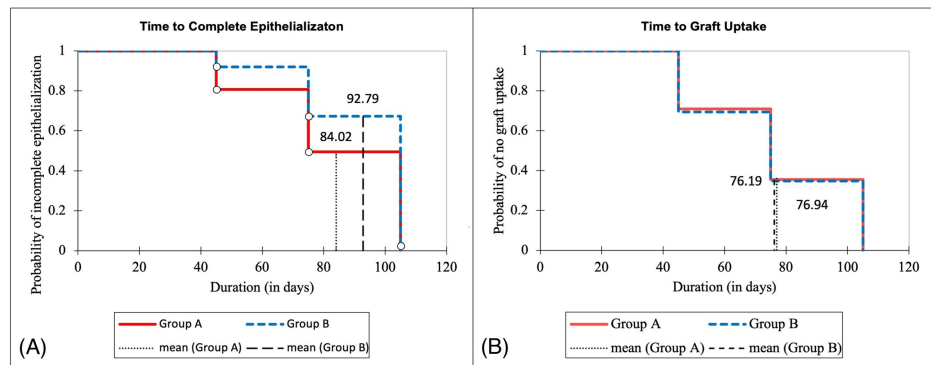 Time to Complete Epithelializaton
Probability of incomplete epithelialization
1
0.8
0.6
0.4
0.2
0
92.79
84.02
0 20 40 60 80 100 120
Duration (in days)
Group A Group B
mean (Group A) mean (Group B)
(A)
Time to Graft Uptake
Probability of no graft uptake
1
0.8
0.6
0.4
0.2
0
76.19
76.94
0 20 40 60 80 100 120
Duration (in days)
Group A Group B
mean (Group A) mean (Group B)
(B)